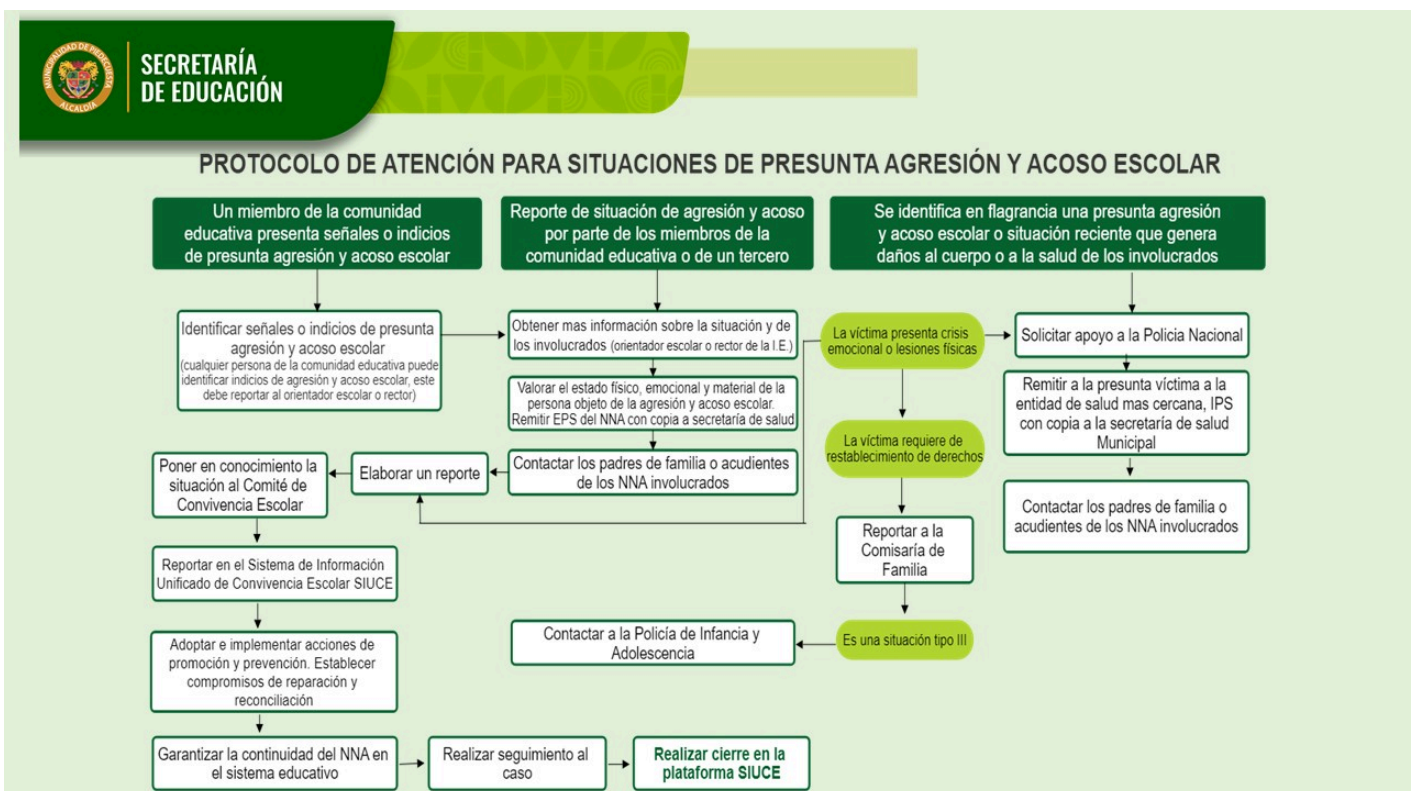 MUNICIPALIDAD DE PIEDECUESTA
ALCALDÍA
SECRETARÍA
DE EDUCACIÓN
PROTOCOLO DE ATENCIÓN PARA SITUACIONES DE PRESUNTA AGRESIÓN Y ACOSO ESCOLAR
Un miembro de la comunidad
educativa presenta señales o indicios
de presunta agresión y acoso escolar
Reporte de situación de agresión y acoso
por parte de los miembros de la
comunidad educativa o de un tercero
Se identifica en flagrancia una presunta agresión
y acoso escolar o situación reciente que genera
daños al cuerpo o a la salud de los involucrados
Identificar señales o indicios de presunta
agresión y acoso escolar
(cualquier persona de la comunidad educativa puede
identificar indicios de agresión y acoso escolar, este
debe reportar al orientador escolar o rector)
Obtener mas información sobre la situación y de
los involucrados (orientador escolar o rector de la I.E.)
La víctima presenta crisis
emocional o lesiones físicas
Solicitar apoyo a la Policia Nacional
Valorar el estado físico, emocional y material de la
persona objeto de la agresión y acoso escolar.
Remitir EPS del NNA con copia a secretaría de salud
Remitir a la presunta víctima a la
entidad de salud mas cercana, IPS
con copia a la secretaría de salud
Municipal
La víctima requiere de
restablecimiento de derechos
Poner en conocimiento la
situación al Comité de
Convivencia Escolar
Elaborar un reporte
Contactar los padres de familia o acudientes
de los NNA involucrados
Contactar los padres de familia o
acudientes de los NNA involucrados
Reportar a la
Comisaría de
Familia
Reportar en el Sistema de Información
Unificado de Convivencia Escolar SIUCE
Contactar a la Policía de Infancia y
Adolescencia
Es una situación tipo III
Adoptar e implementar acciones de
promoción y prevención. Establecer
compromisos de reparación y
reconciliación
Garantizar la continuidad del NNA en
el sistema educativo
Realizar seguimiento al
caso
Realizar cierre en la
plataforma SIUCE